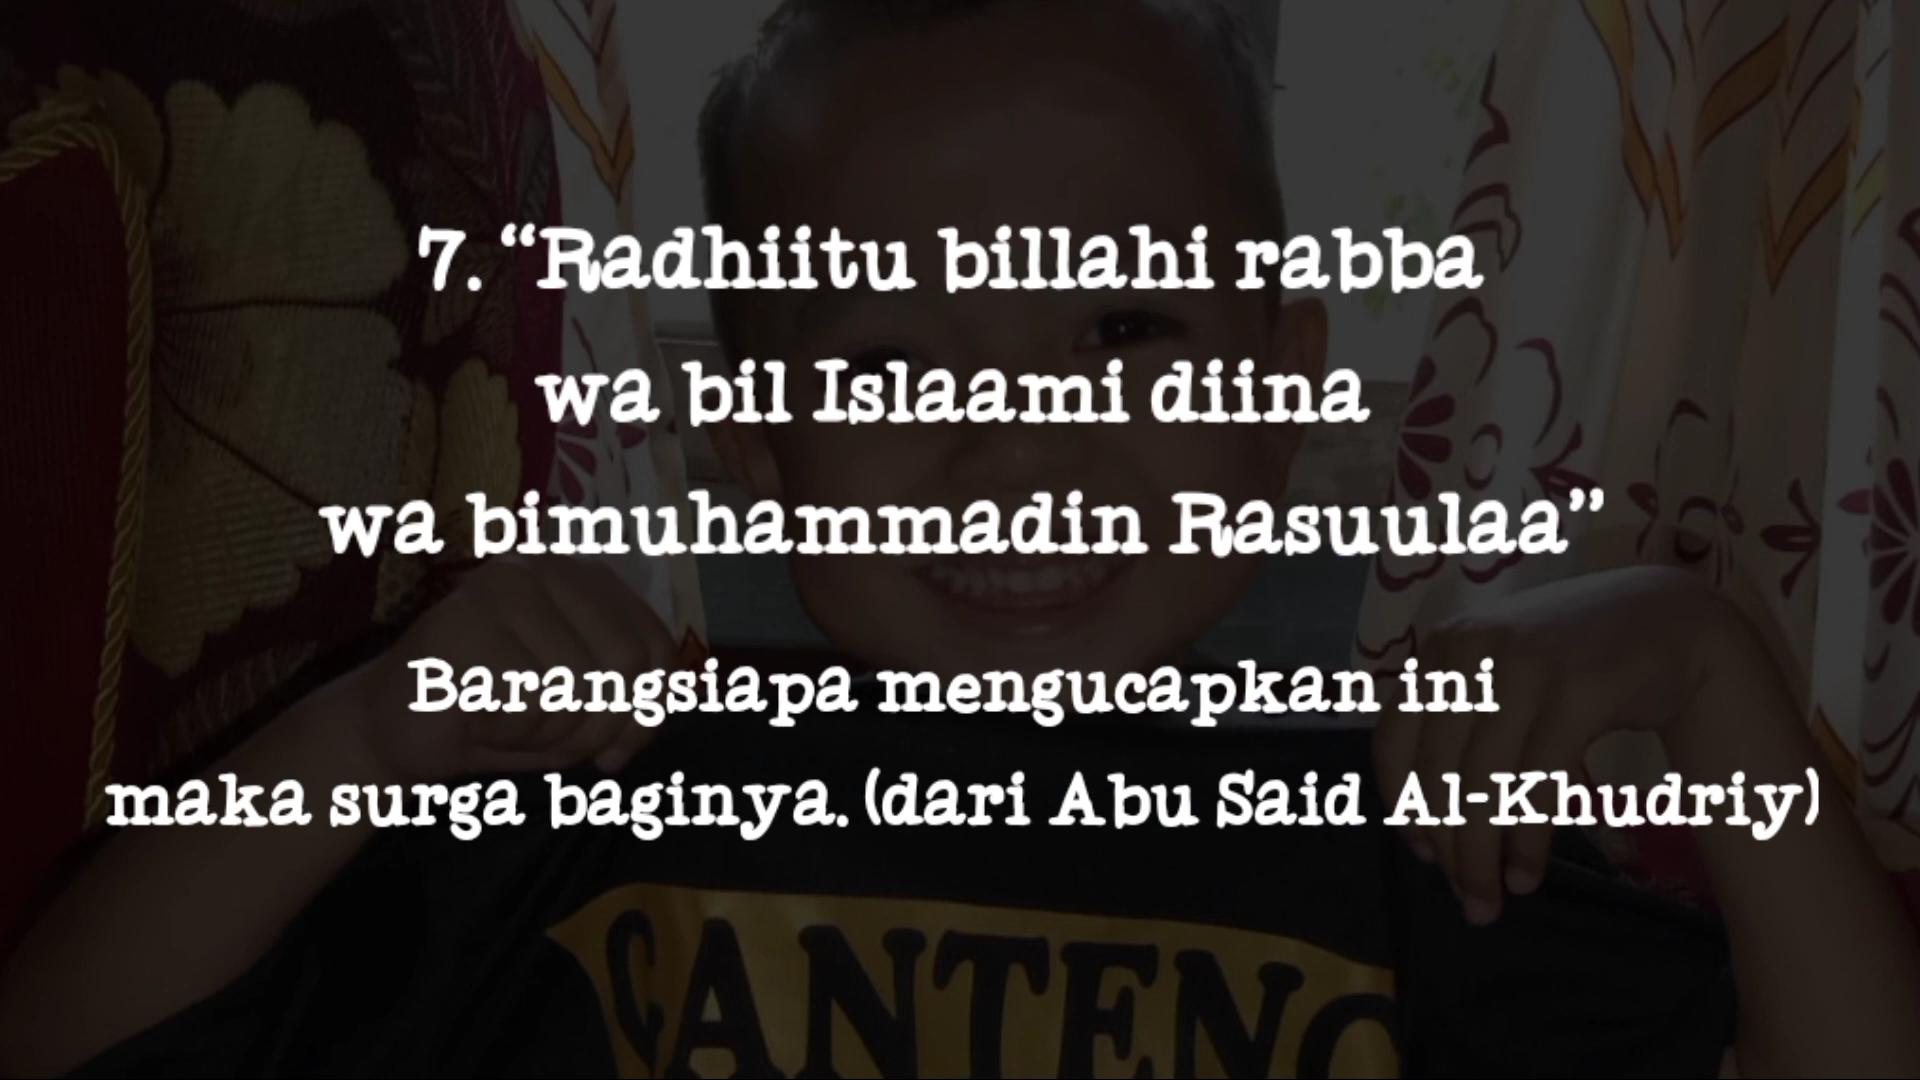 7. “Radhiitu billahi rabba
wa bil Islaami diina
wa bimuhammadin Rasuulaa”
Barangsiapa mengucapkan ini
maka surga baginya. (dari Abu Said Al-Khudriy)
CANTENG